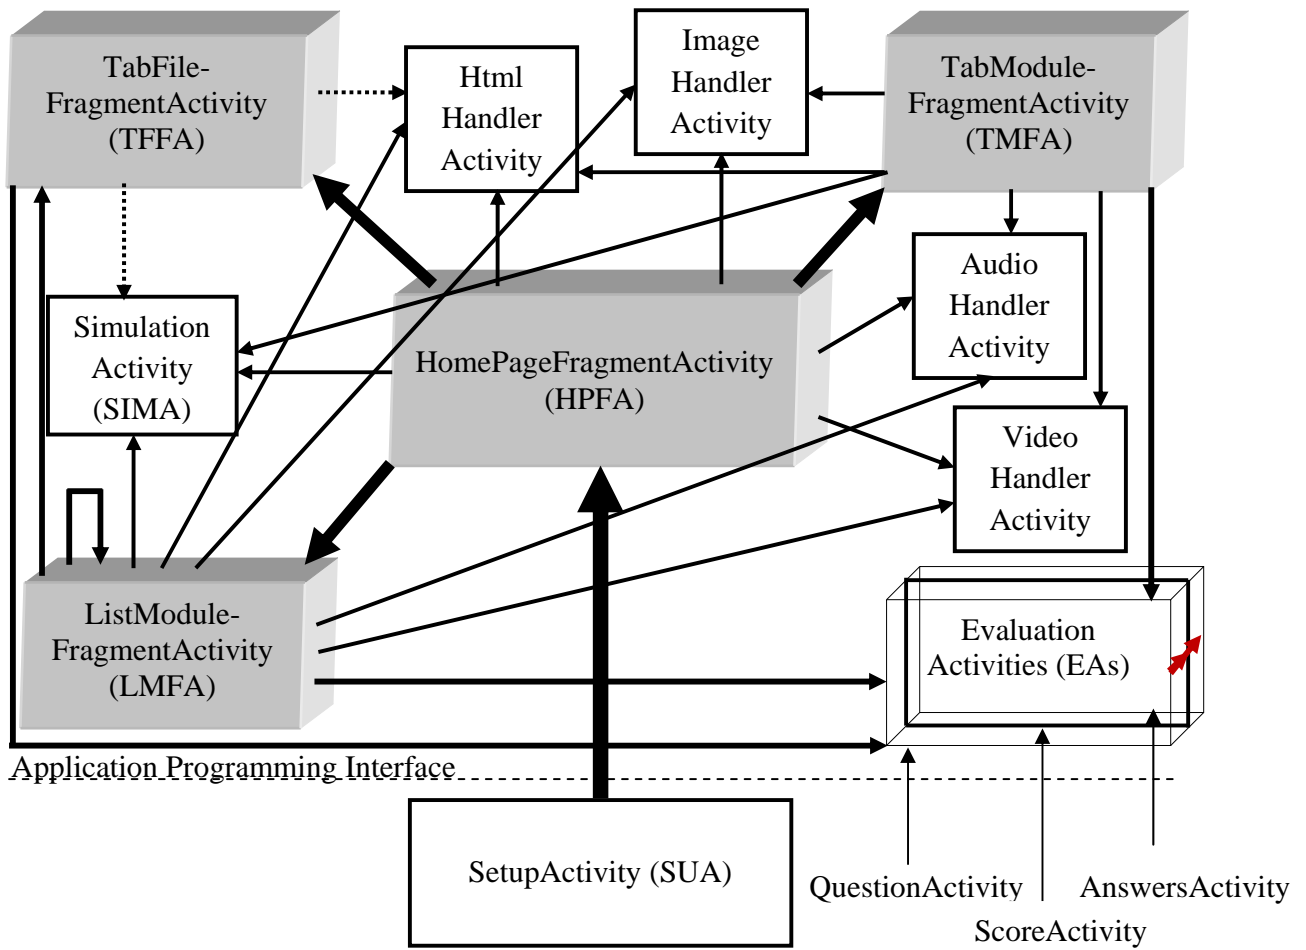 TabFile-
FragmentActivity
(TFFA)
Html
Handler
Activity
Image
Handler
Activity
TabModule-
FragmentActivity
(TMFA)
Simulation
Activity
(SIMA)
HomePageFragmentActivity
(HPFA)
Audio
Handler
Activity
Video
Handler
Activity
ListModule-
FragmentActivity
(LMFA)
Evaluation
Activities (EAs)
Application Programming Interface
SetupActivity (SUA)
QuestionActivity
AnswersActivity
ScoreActivity